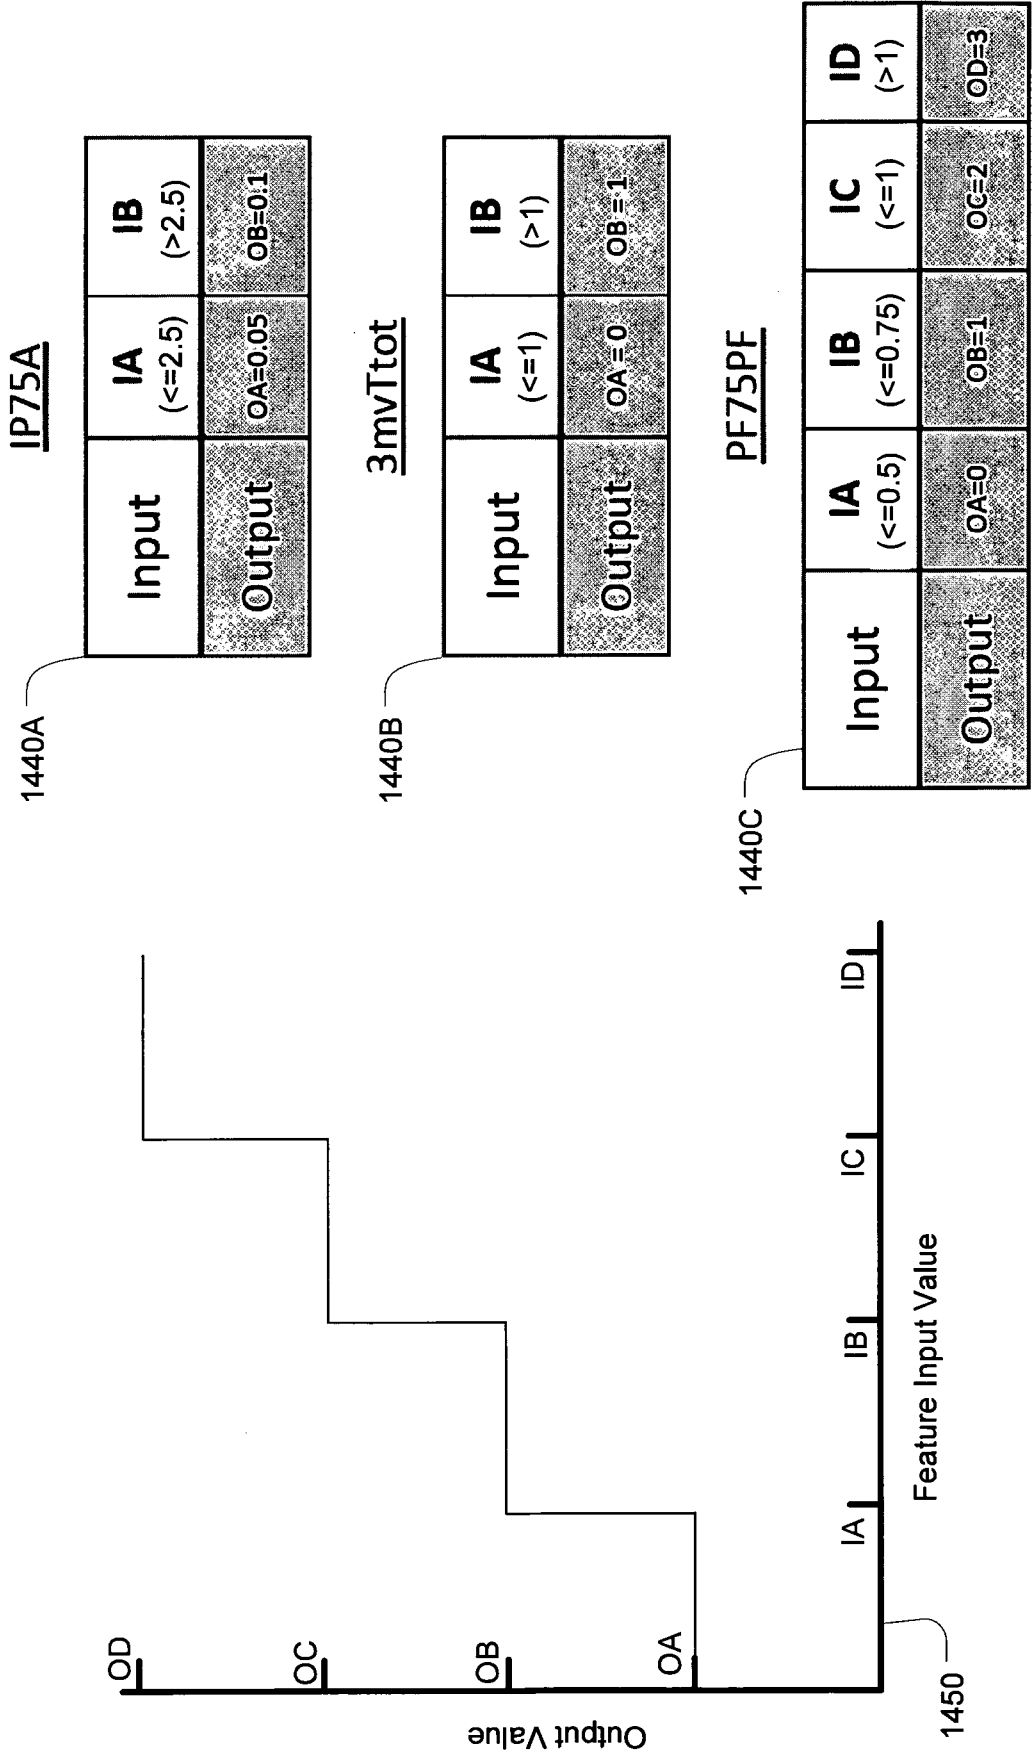 Output Value
OD
OC
OB
OA
IA
IB
IC
ID
Feature Input Value
1450
1440A
IP75A
Input
IA
(<=2.5)
IB
(>2.5)
Output
OA=0.05
OB=0.1
1440B
3mvTtot
Input
IA
(<=1)
IB
(>1)
Output
OA = 0
OB = 1
1440C
PF75PF
Input
IA
(<=0.5)
IB
(<=0.75)
IC
(<=1)
ID
(>1)
Output
OA=0
OB=1
OC=2
OD=3